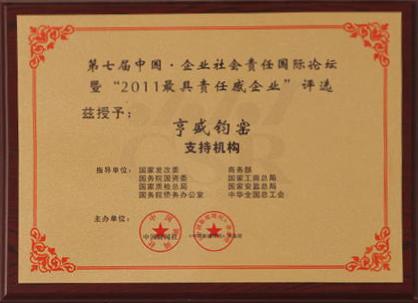 第七届中国·企业社会责任国际论坛
暨“2011最具责任感企业”评选
兹授予：
亨盛钧窑
支持机构
指导单位：
国家发改委 商务部
国务院国资委 国家工商总局
国家质检总局 国家安监总局
国务院侨务办公室 中华全国总工会
主办单位：
CSR